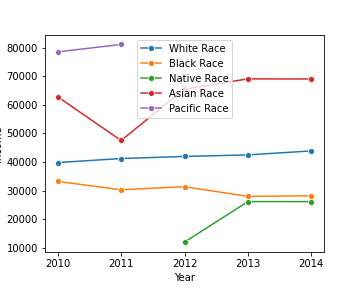 80000
70000
60000
50000
40000
30000
20000
10000
White Race
Black Race
Native Race
Asian Race
Pacific Race
2010 2011 2012 2013 2014
Year